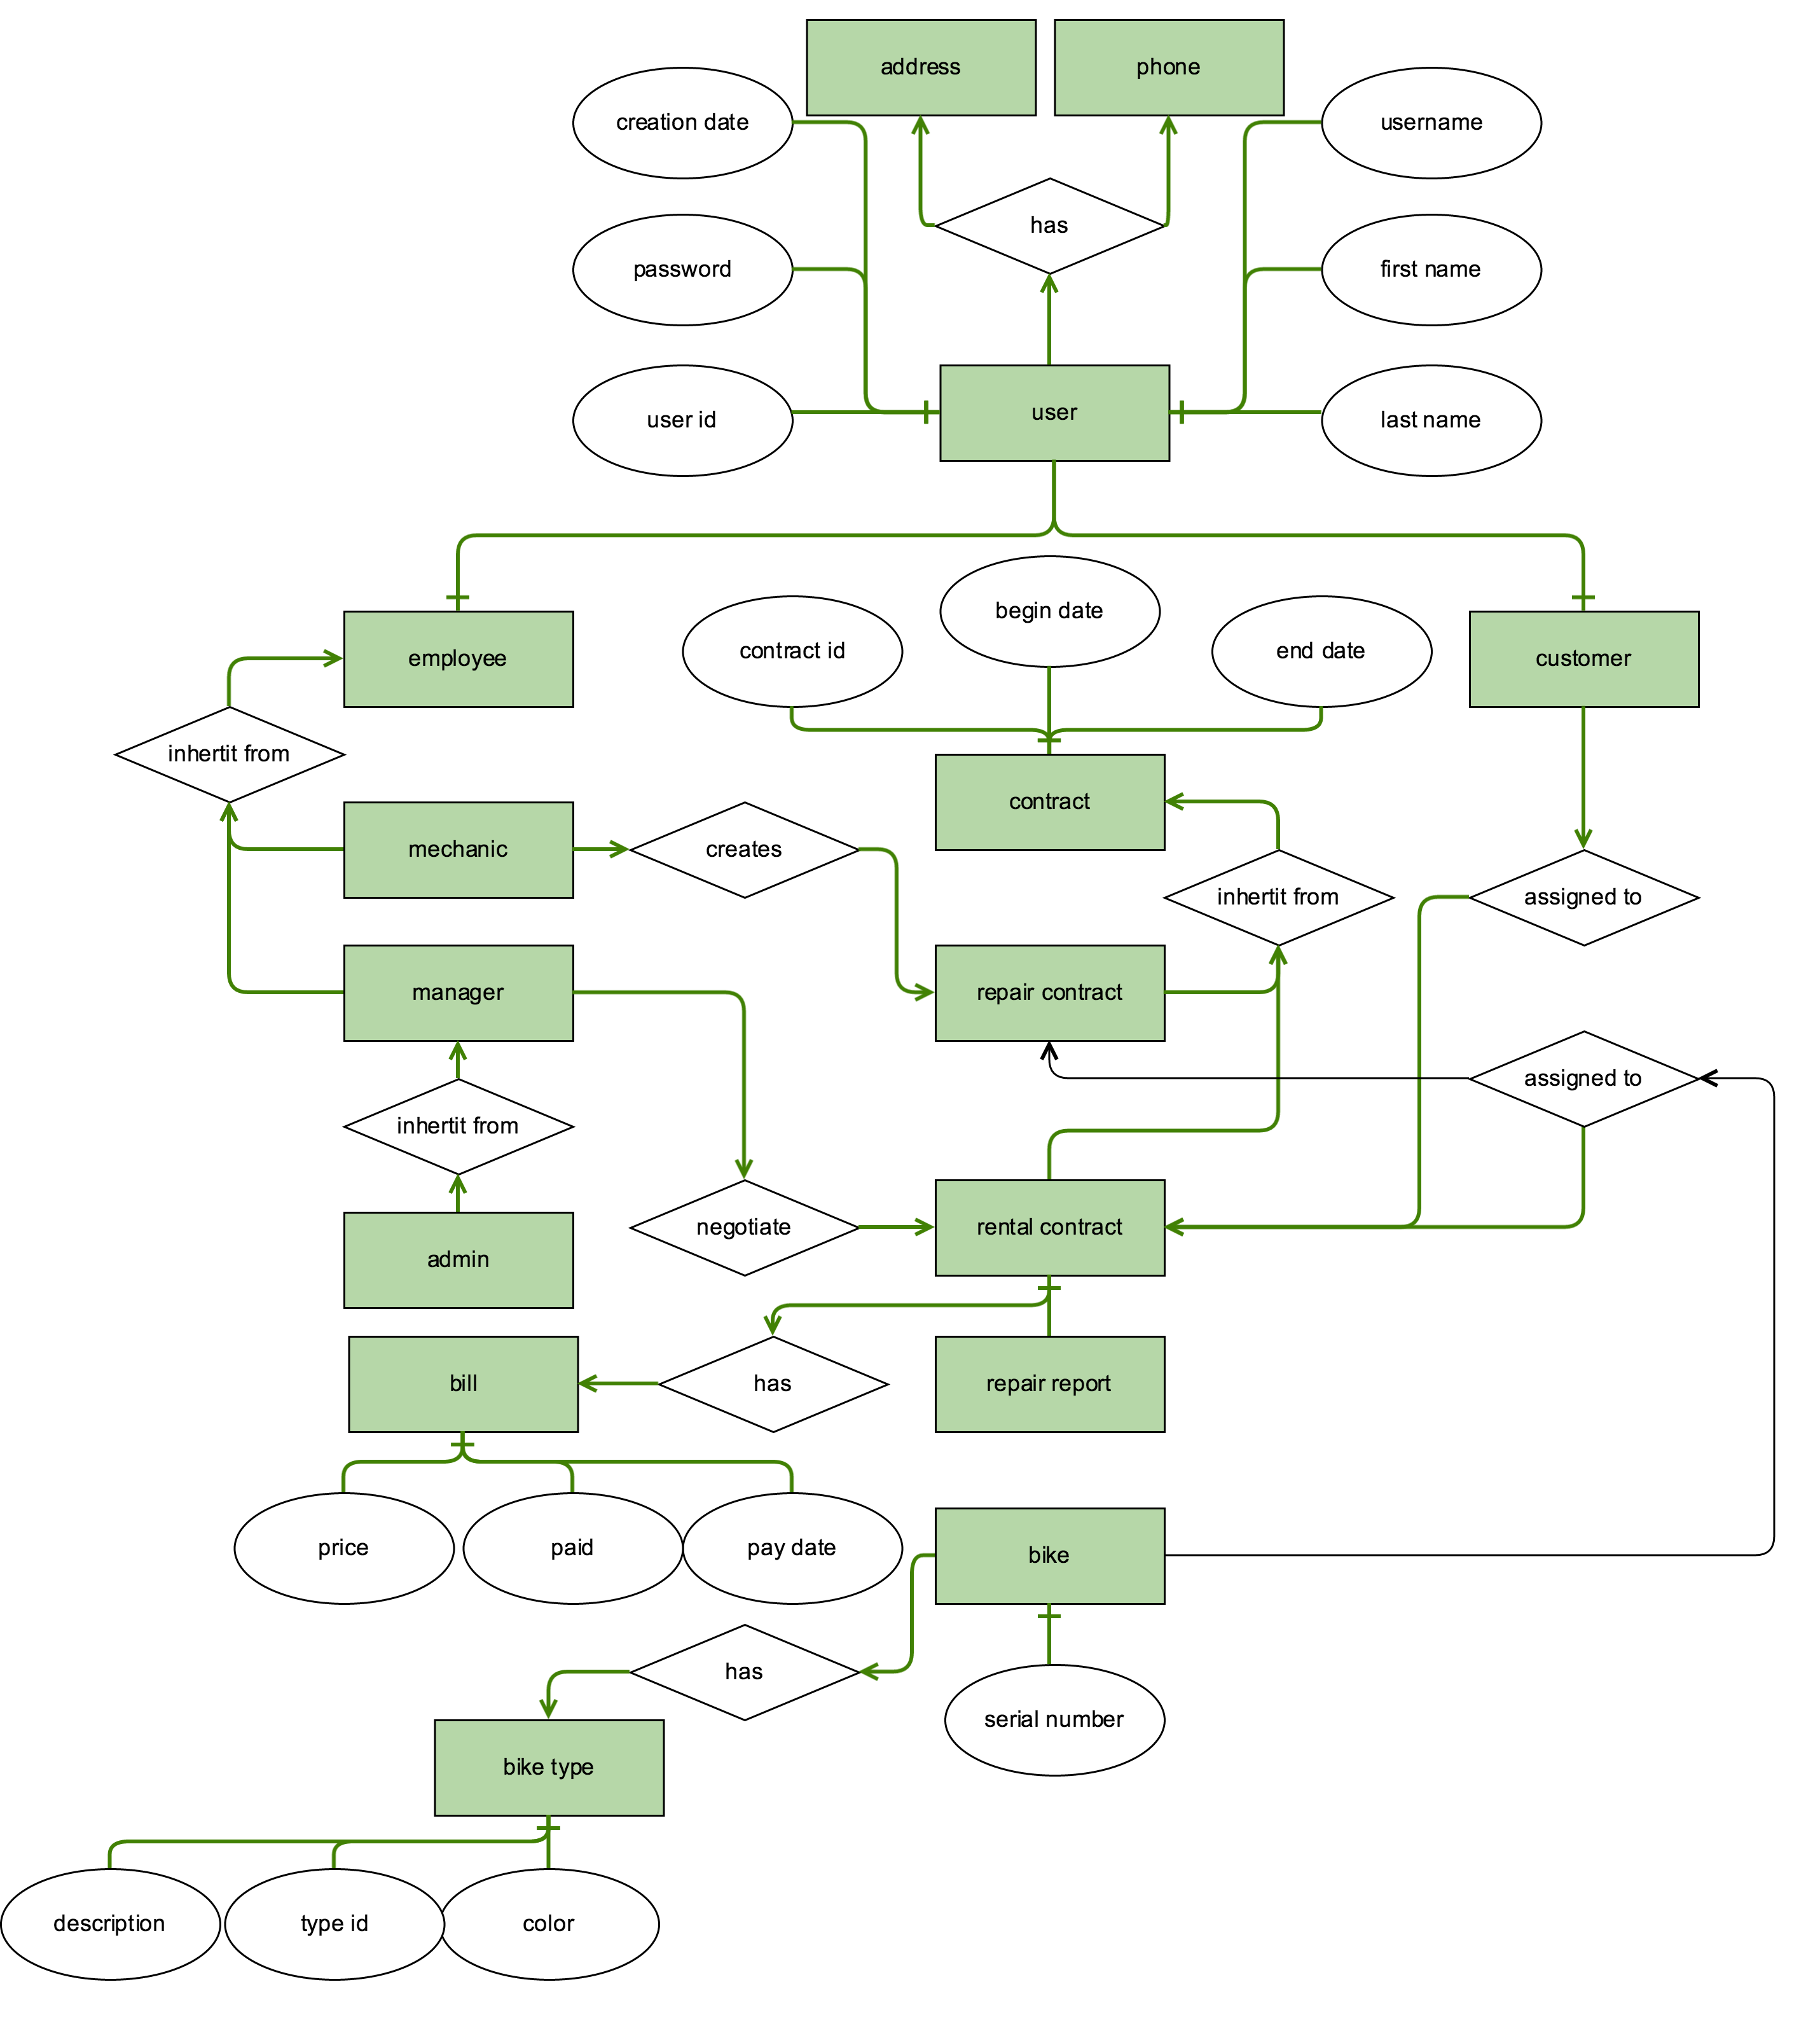 address
phone
creation date
username
has
password
first name
user id
user
last name
begin date
contract id
end date
employee
customer
inhertit from
contract
mechanic
creates
inhertit from
assigned to
manager
repair contract
assigned to
inhertit from
negotiate
rental contract
admin
bill
has
repair report
price
paid
pay date
bike
has
serial number
bike type
description
type id
color